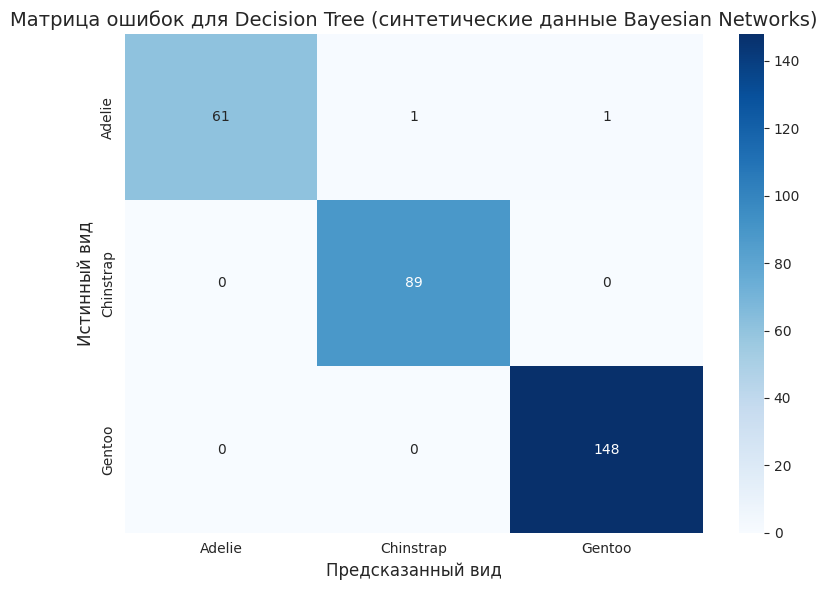 Матрица ошибок для Decision Tree (синтетические данные Bayesian Networks)
Истинный вид
Adelie
Chinstrap
Gentoo
61 1 1
0 89 0
0 0 148
Adelie Chinstrap Gentoo
Предсказанный вид
140
120
100
80
60
40
20
0